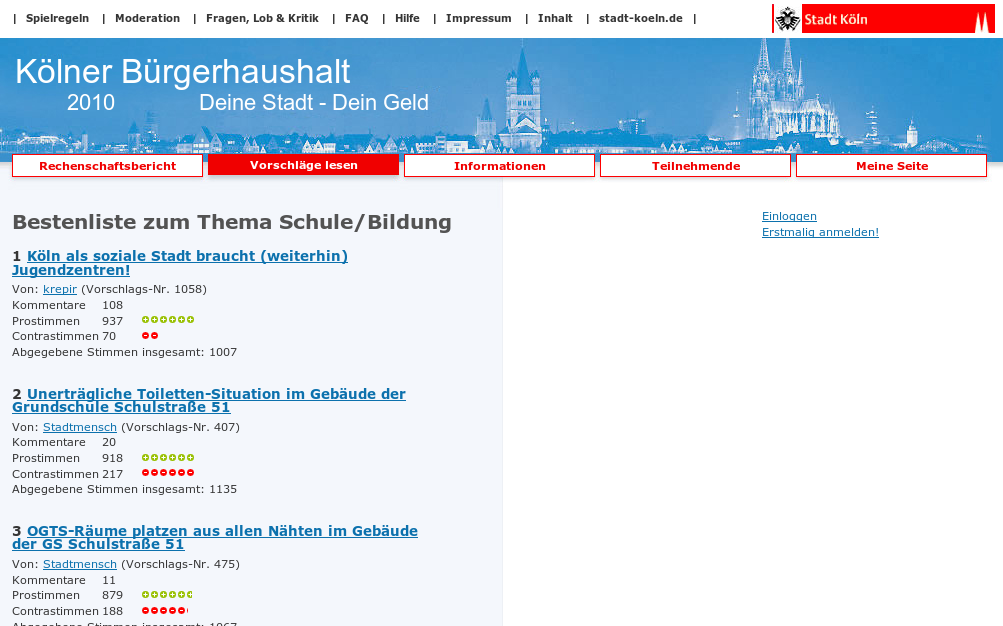 | Spielregeln | Moderation | Fragen, Lob & Kritik | FAQ | Hilfe | Impressum | Inhalt | stadt-koeln.de |
Stadt Köln
Kölner Bürgerhaushalt
2010 Deine Stadt - Dein Geld
Rechenschaftsbericht Vorschläge lesen Informationen Teilnehmende Meine Seite
Bestenliste zum Thema Schule/Bildung
Einloggen
Erstmalig anmelden!
1 Köln als soziale Stadt braucht (weiterhin)
Jugendzentren!
Von: krepir (Vorschlags-Nr. 1058)
Kommentare 108
Prostimmen 937
Contrastimmen 70
Abgegebene Stimmen insgesamt: 1007
2 Unerträgliche Toiletten-Situation im Gebäude der
Grundschule Schulstraße 51
Von: Stadtmensch (Vorschlags-Nr. 407)
Kommentare 20
Prostimmen 918
Contrastimmen 217
Abgegebene Stimmen insgesamt: 1135
3 OGTS-Räume platzen aus allen Nähten im Gebäude
der GS Schulstraße 51
Von: Stadtmensch (Vorschlags-Nr. 475)
Kommentare 11
Prostimmen 879
Contrastimmen 188
Abgegebene Stimmen insgesamt: 1067